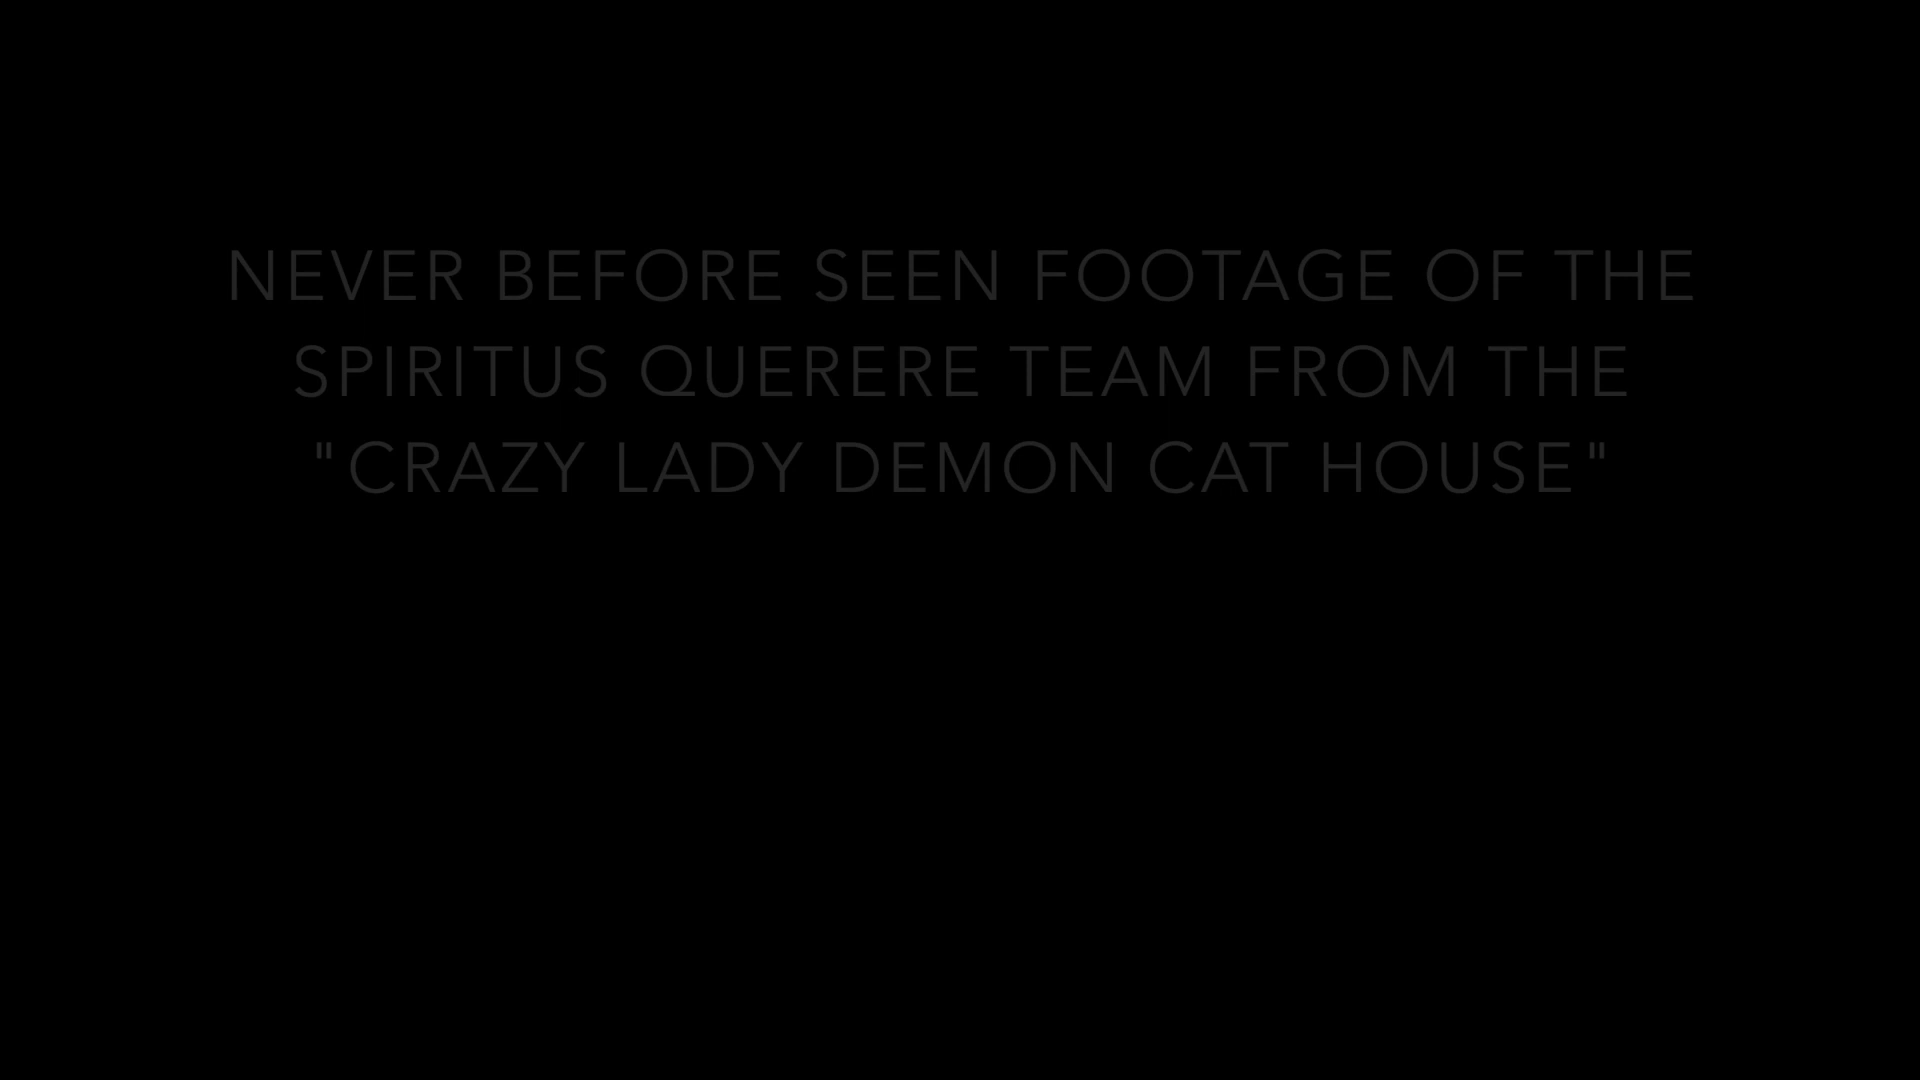 NEVER BEFORE SEEN FOOTAGE OF THE
SPIRITUS QUERERE TEAM FROM THE
"CRAZY LADY DEMON CAT HOUSE"